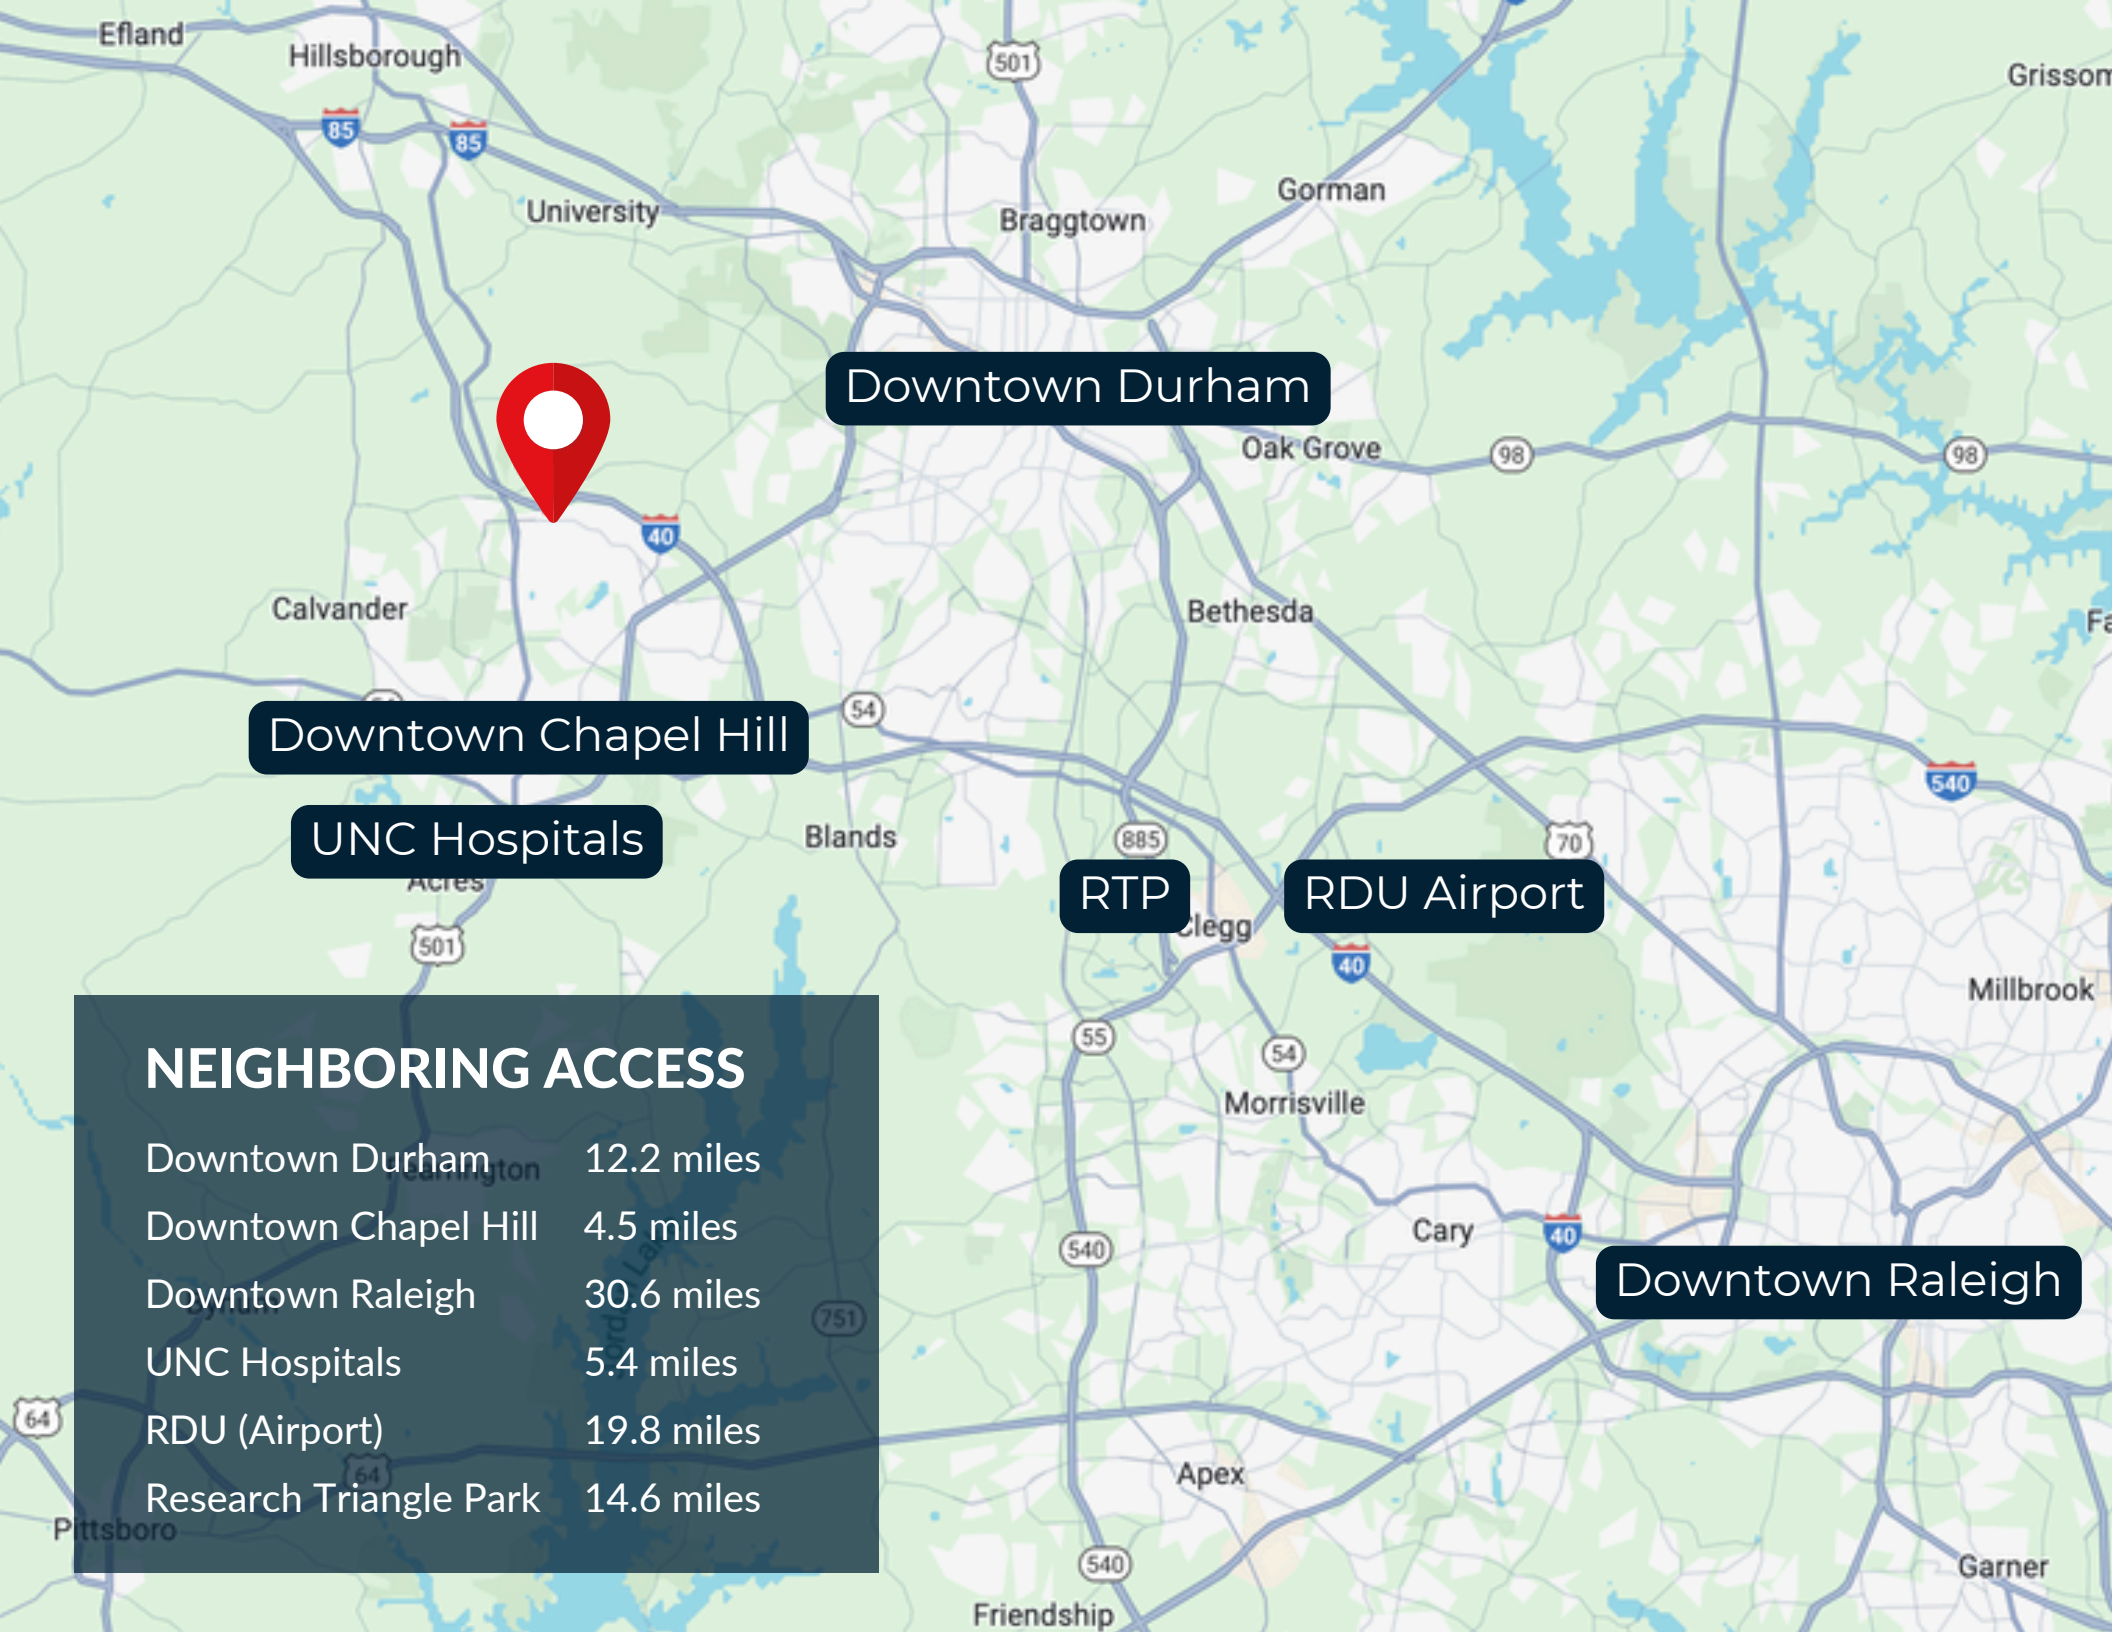 Efland
Hillsborough
501
Grissom
85
85
Gorman
University
Braggtown
Downtown Durham
Oak Grove
98
98
40
Calvander
Bethesda
54
Downtown Chapel Hill
540
UNC Hospitals
Blands
885
70
Acres
RTP
RDU Airport
Clegg
501
40
Millbrook
55
54
Morrisville
NEIGHBORING ACCESS
Downtown Durham 12.2 miles
Downtown Chapel Hill 4.5 miles
Downtown Raleigh 30.6 miles
UNC Hospitals 5.4 miles
RDU (Airport) 19.8 miles
Research Triangle Park 14.6 miles
Fearrington
Bynum
751
64
64
Pittsboro
Cary
540
40
Downtown Raleigh
Apex
540
Garner
Friendship